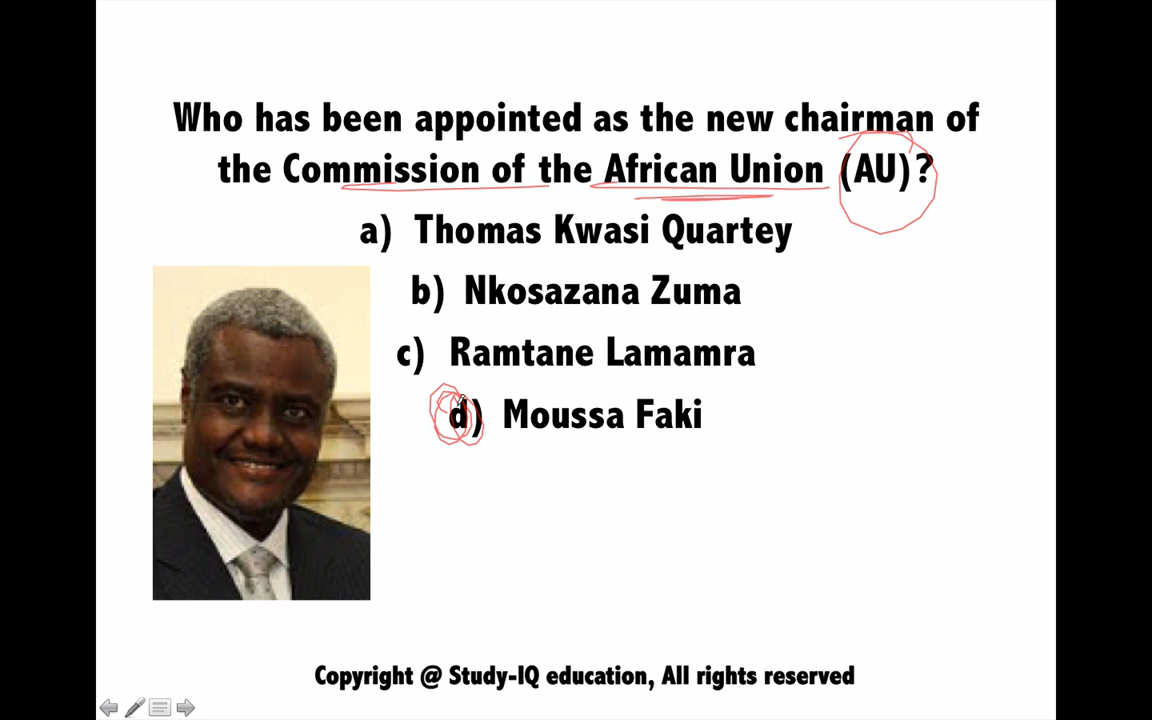 Who has been appointed as the new chairman of
the Commission of the African Union (AU)?
a) Thomas Kwasi Quartey
b) Nkosazana Zuma
c) Ramtane Lamamra
d) Moussa Faki
Copyright @ Study-IQ education, All rights reserved